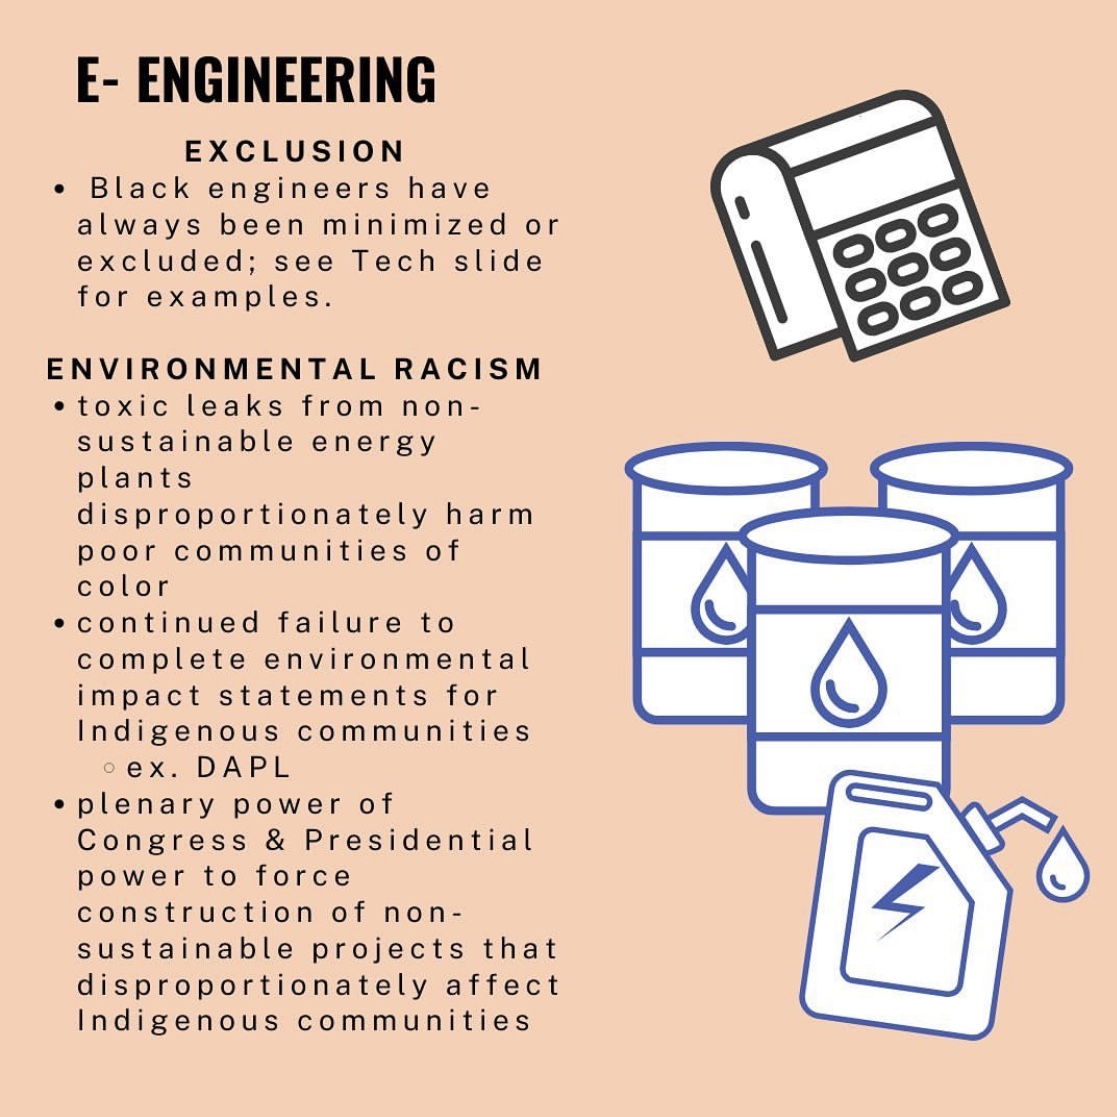 E- ENGINEERING
EXCLUSION
• Black engineers have
always been minimized or
excluded; see Tech slide
for examples.
ENVIRONMENTAL RACISM
• toxic leaks from non-
sustainable energy
plants
disproportionately harm
poor communities of
color
• continued failure to
complete environmental
impact statements for
Indigenous communities
◦ ex. DAPL
• plenary power of
Congress & Presidential
power to force
construction of non-
sustainable projects that
disproportionately affect
Indigenous communities